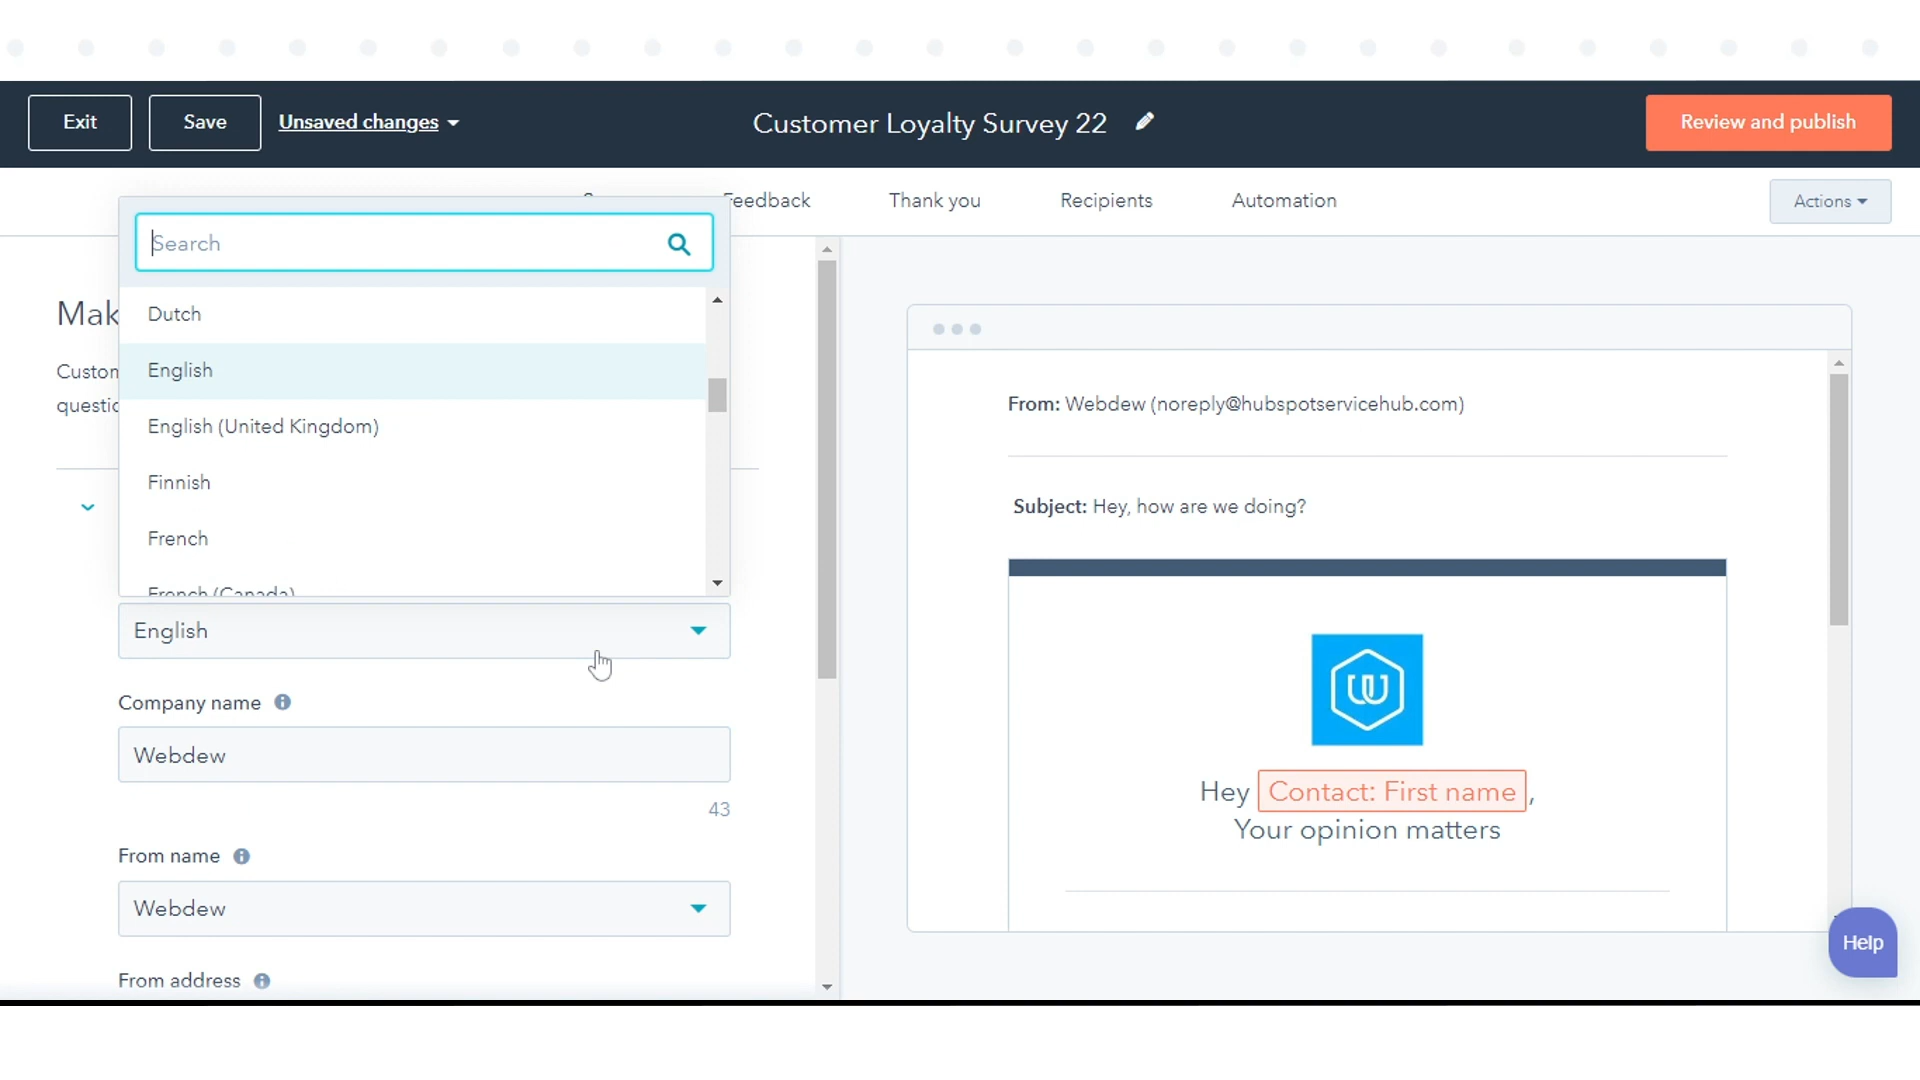 Exit
Save
Unsaved changes
Customer Loyalty Survey 22
Review and publish
Feedback
Thank you
Recipients
Automation
Actions
Search
Dutch
English
English (United Kingdom)
Finnish
French
French (Canada)
English
Company name
Webdew
43
From name
Webdew
From address
From: Webdew (noreply@hubspotservicehub.com)
Subject: Hey, how are we doing?
Hey Contact: First name,
Your opinion matters
Help